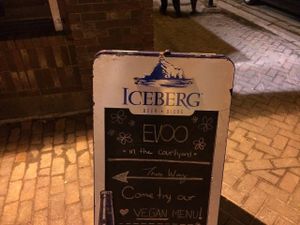 ICEBERG
EVOO
in the courtyard
This Way
Come try our
VEGAN MENU!